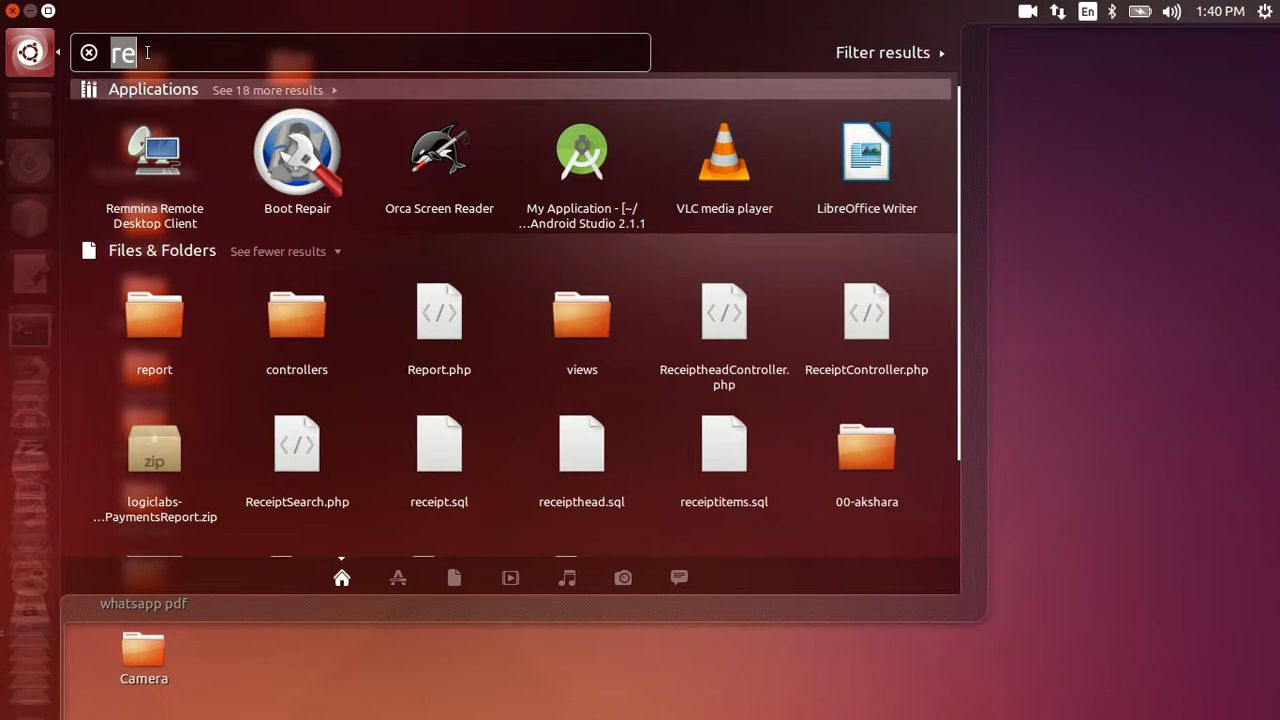 En 1:40 PM
re
Filter results
Applications See 18 more results
Remmina Remote
Desktop Client
Boot Repair
Orca Screen Reader
My Application - [~/
…Android Studio 2.1.1
VLC media player
LibreOffice Writer
Files & Folders See fewer results
report
controllers
Report.php
views
ReceiptheadController.
php
ReceiptController.php
zip
logiclabs-
…PaymentsReport.zip
ReceiptSearch.php
receipt.sql
receipthead.sql
receiptitems.sql
00-akshara
whatsapp pdf
Camera